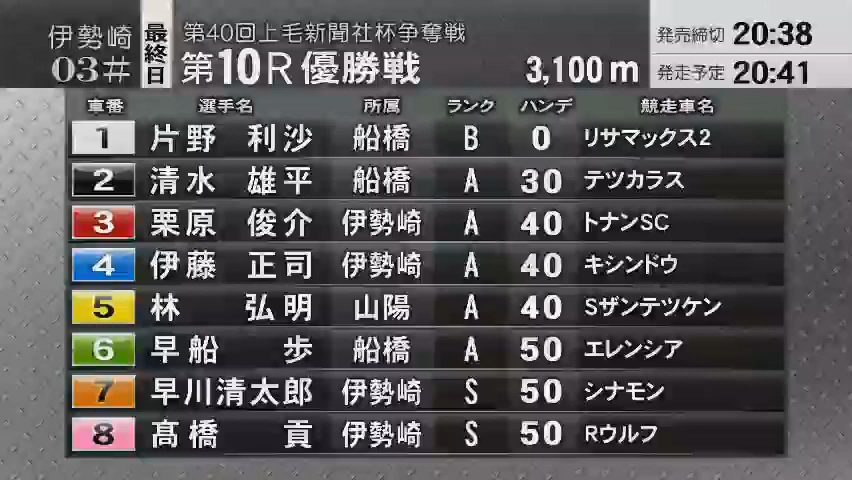 伊勢崎 最終日 第40回上毛新聞社杯争奪戦 発売締切 20:38
03# 第10R優勝戦 3,100m 発走予定 20:41
車番 選手名 所属 ランク ハンデ 競走車名
1 片野 利沙 船橋 B 0 リサマックス2
2 清水 雄平 船橋 A 30 テツカラス
3 栗原 俊介 伊勢崎 A 40 トナンSC
4 伊藤 正司 伊勢崎 A 40 キシンドウ
5 林 弘明 山陽 A 40 Sザンテツケン
6 早船 歩 船橋 A 50 エレンシア
7 早川清太郎 伊勢崎 S 50 シナモン
8 髙橋 貢 伊勢崎 S 50 Rウルフ